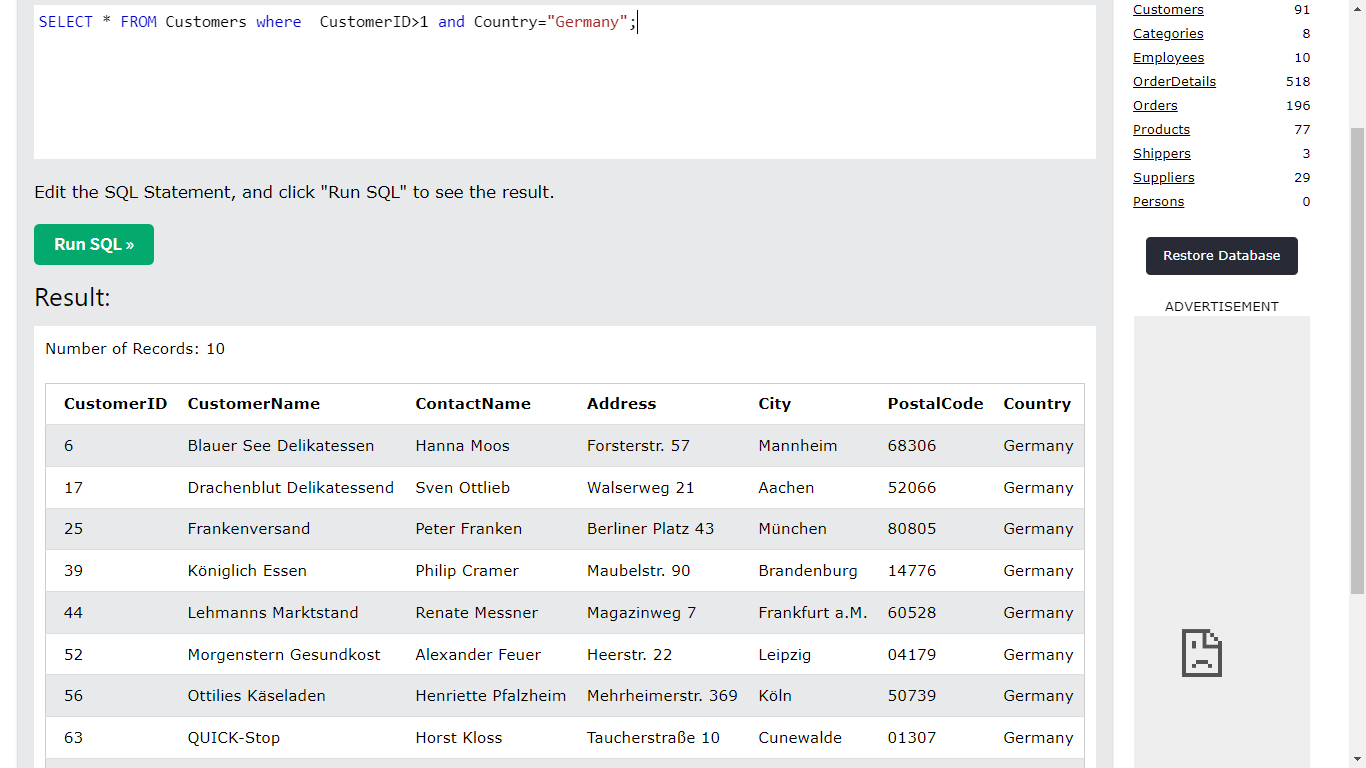 SELECT * FROM Customers where  CustomerID>1 and Country="Germany";
Edit the SQL Statement, and click "Run SQL" to see the result.
Run SQL »
Result:
Number of Records: 10
CustomerID CustomerName ContactName Address City PostalCode Country
6 Blauer See Delikatessen Hanna Moos Forsterstr. 57 Mannheim 68306 Germany
17 Drachenblut Delikatessend Sven Ottlieb Walserweg 21 Aachen 52066 Germany
25 Frankenversand Peter Franken Berliner Platz 43 München 80805 Germany
39 Königlich Essen Philip Cramer Maubelstr. 90 Brandenburg 14776 Germany
44 Lehmanns Marktstand Renate Messner Magazinweg 7 Frankfurt a.M. 60528 Germany
52 Morgenstern Gesundkost Alexander Feuer Heerstr. 22 Leipzig 04179 Germany
56 Ottilies Käseladen Henriette Pfalzheim Mehrheimerstr. 369 Köln 50739 Germany
63 QUICK-Stop Horst Kloss Taucherstraße 10 Cunewalde 01307 Germany
Customers 91
Categories 8
Employees 10
OrderDetails 518
Orders 196
Products 77
Shippers 3
Suppliers 29
Persons 0
Restore Database
ADVERTISEMENT